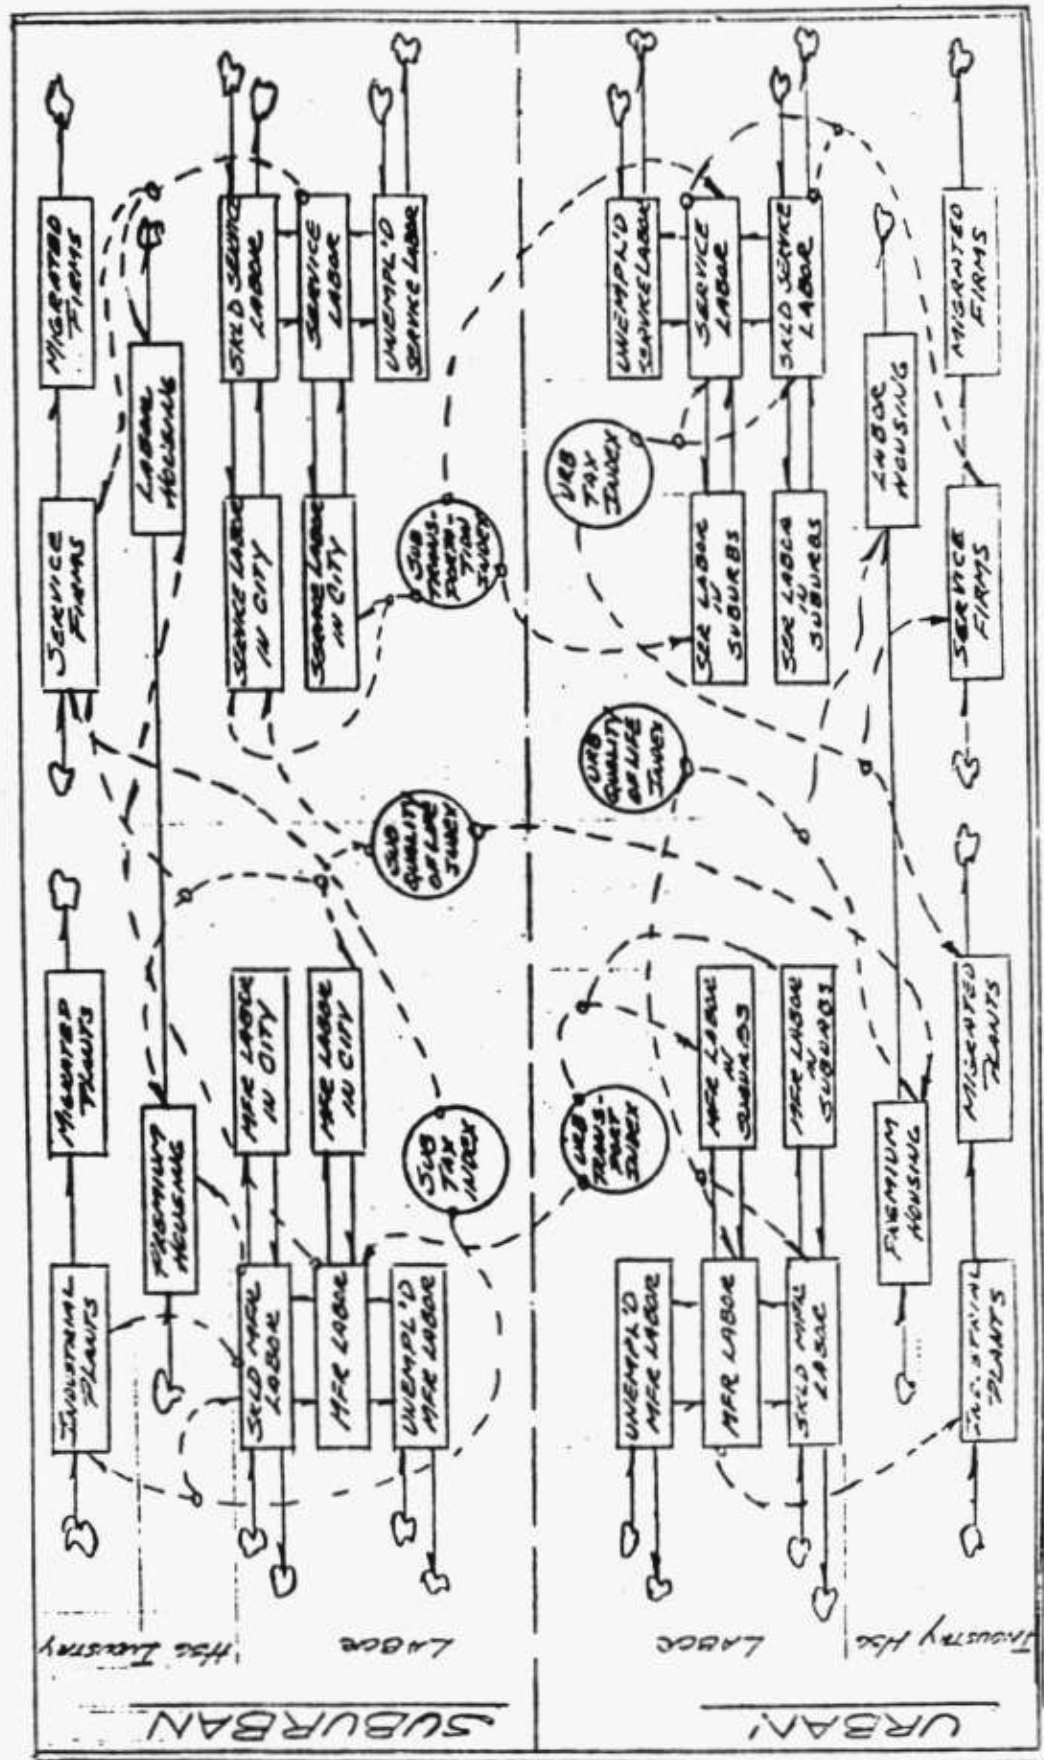 SUBURBAN
INDUSTRY
HSG
LABOR
INDUSTRIAL
PLANTS
MIGRATED
PLANTS
SERVICE
FIRMS
MIGRATED
FIRMS
PREMIUM
HOUSING
LABOR
HOUSING
SKLD MFR
LABOR
MFR LABOR
IN CITY
SERVICE LABOR
IN CITY
SKLD SERVICE
LABOR
MFR LABOR
MFR LABOR
IN CITY
SERVICE LABOR
IN CITY
SERVICE
LABOR
UNEMPL'D
MFR LABOR
SUB
TAX
INDEX
SUB
QUALITY
OF LIFE
INDEX
SUB
TRANS-
PORTA-
TION
INDEX
UNEMPL'D
SERVICE LABOR
URBAN
LABOR
HSG
INDUSTRY
URB
TRANS-
PORT
INDEX
URB
QUALITY
OF LIFE
INDEX
URB
TAX
INDEX
UNEMPL'D
MFR LABOR
UNEMPL'D
SERVICE LABOR
MFR LABOR
MFR LABOR
IN
SUBURBS
SER LABOR
IN
SUBURBS
SERVICE
LABOR
SKLD MFR
LABOR
MFR LABOR
IN
SUBURBS
SER LABOR
IN
SUBURBS
SKLD SERVICE
LABOR
PREMIUM
HOUSING
LABOR
HOUSING
INDUSTRIAL
PLANTS
MIGRATED
PLANTS
SERVICE
FIRMS
MIGRATED
FIRMS